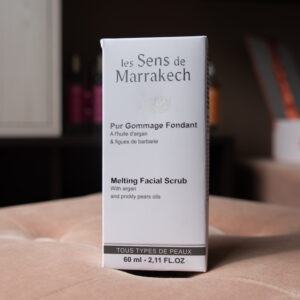 les Sens de
Marrakech
Pur Gommage Fondant
A l'huile d'argan
& figues de barbarie
Melting Facial Scrub
With argan
and prickly pears oils
TOUS TYPES DE PEAUX
60 ml - 2,11 FL.OZ